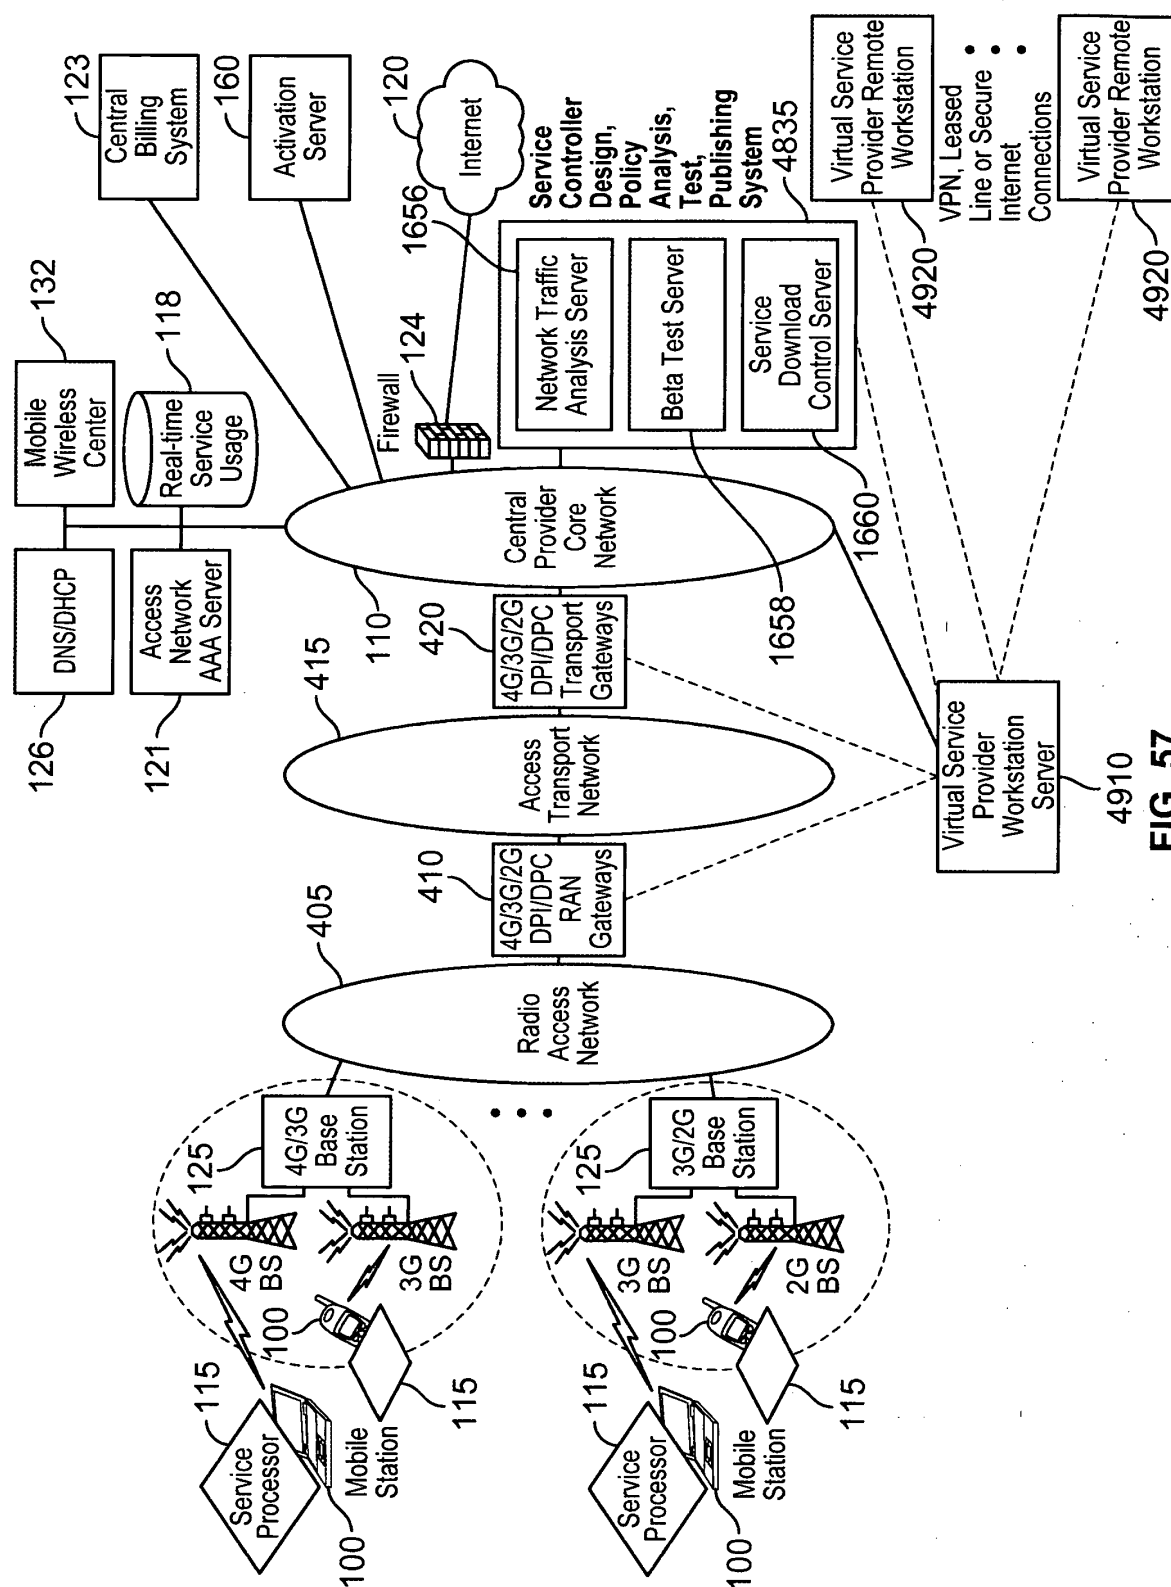 126
DNS/DHCP
Mobile
Wireless
Center
132
121
Access
Network
AAA Server
Real-time
Service
Usage
118
Central
Billing
System
123
Activation
Server
160
Internet
120
Firewall
124
Service
Controller
Design,
Policy
Analysis,
Test,
Publishing
System
4835
Network Traffic
Analysis Server
1656
Beta Test Server
1658
Service
Download
Control Server
1660
Central
Provider
Core
Network
110
4G/3G/2G
DPI/DPC
Transport
Gateways
420
Access
Transport
Network
415
4G/3G/2G
DPI/DPC
RAN
Gateways
410
Radio
Access
Network
405
4G/3G
Base
Station
125
4G
BS
3G
BS
100
115
Service
Processor
115
Mobile
Station
100
3G/2G
Base
Station
125
3G
BS
2G
BS
100
115
Service
Processor
115
Mobile
Station
100
Virtual Service
Provider
Workstation
Server
4910
Virtual Service
Provider Remote
Workstation
4920
VPN, Leased
Line or Secure
Internet
Connections
Virtual Service
Provider Remote
Workstation
4920
FIG. 57